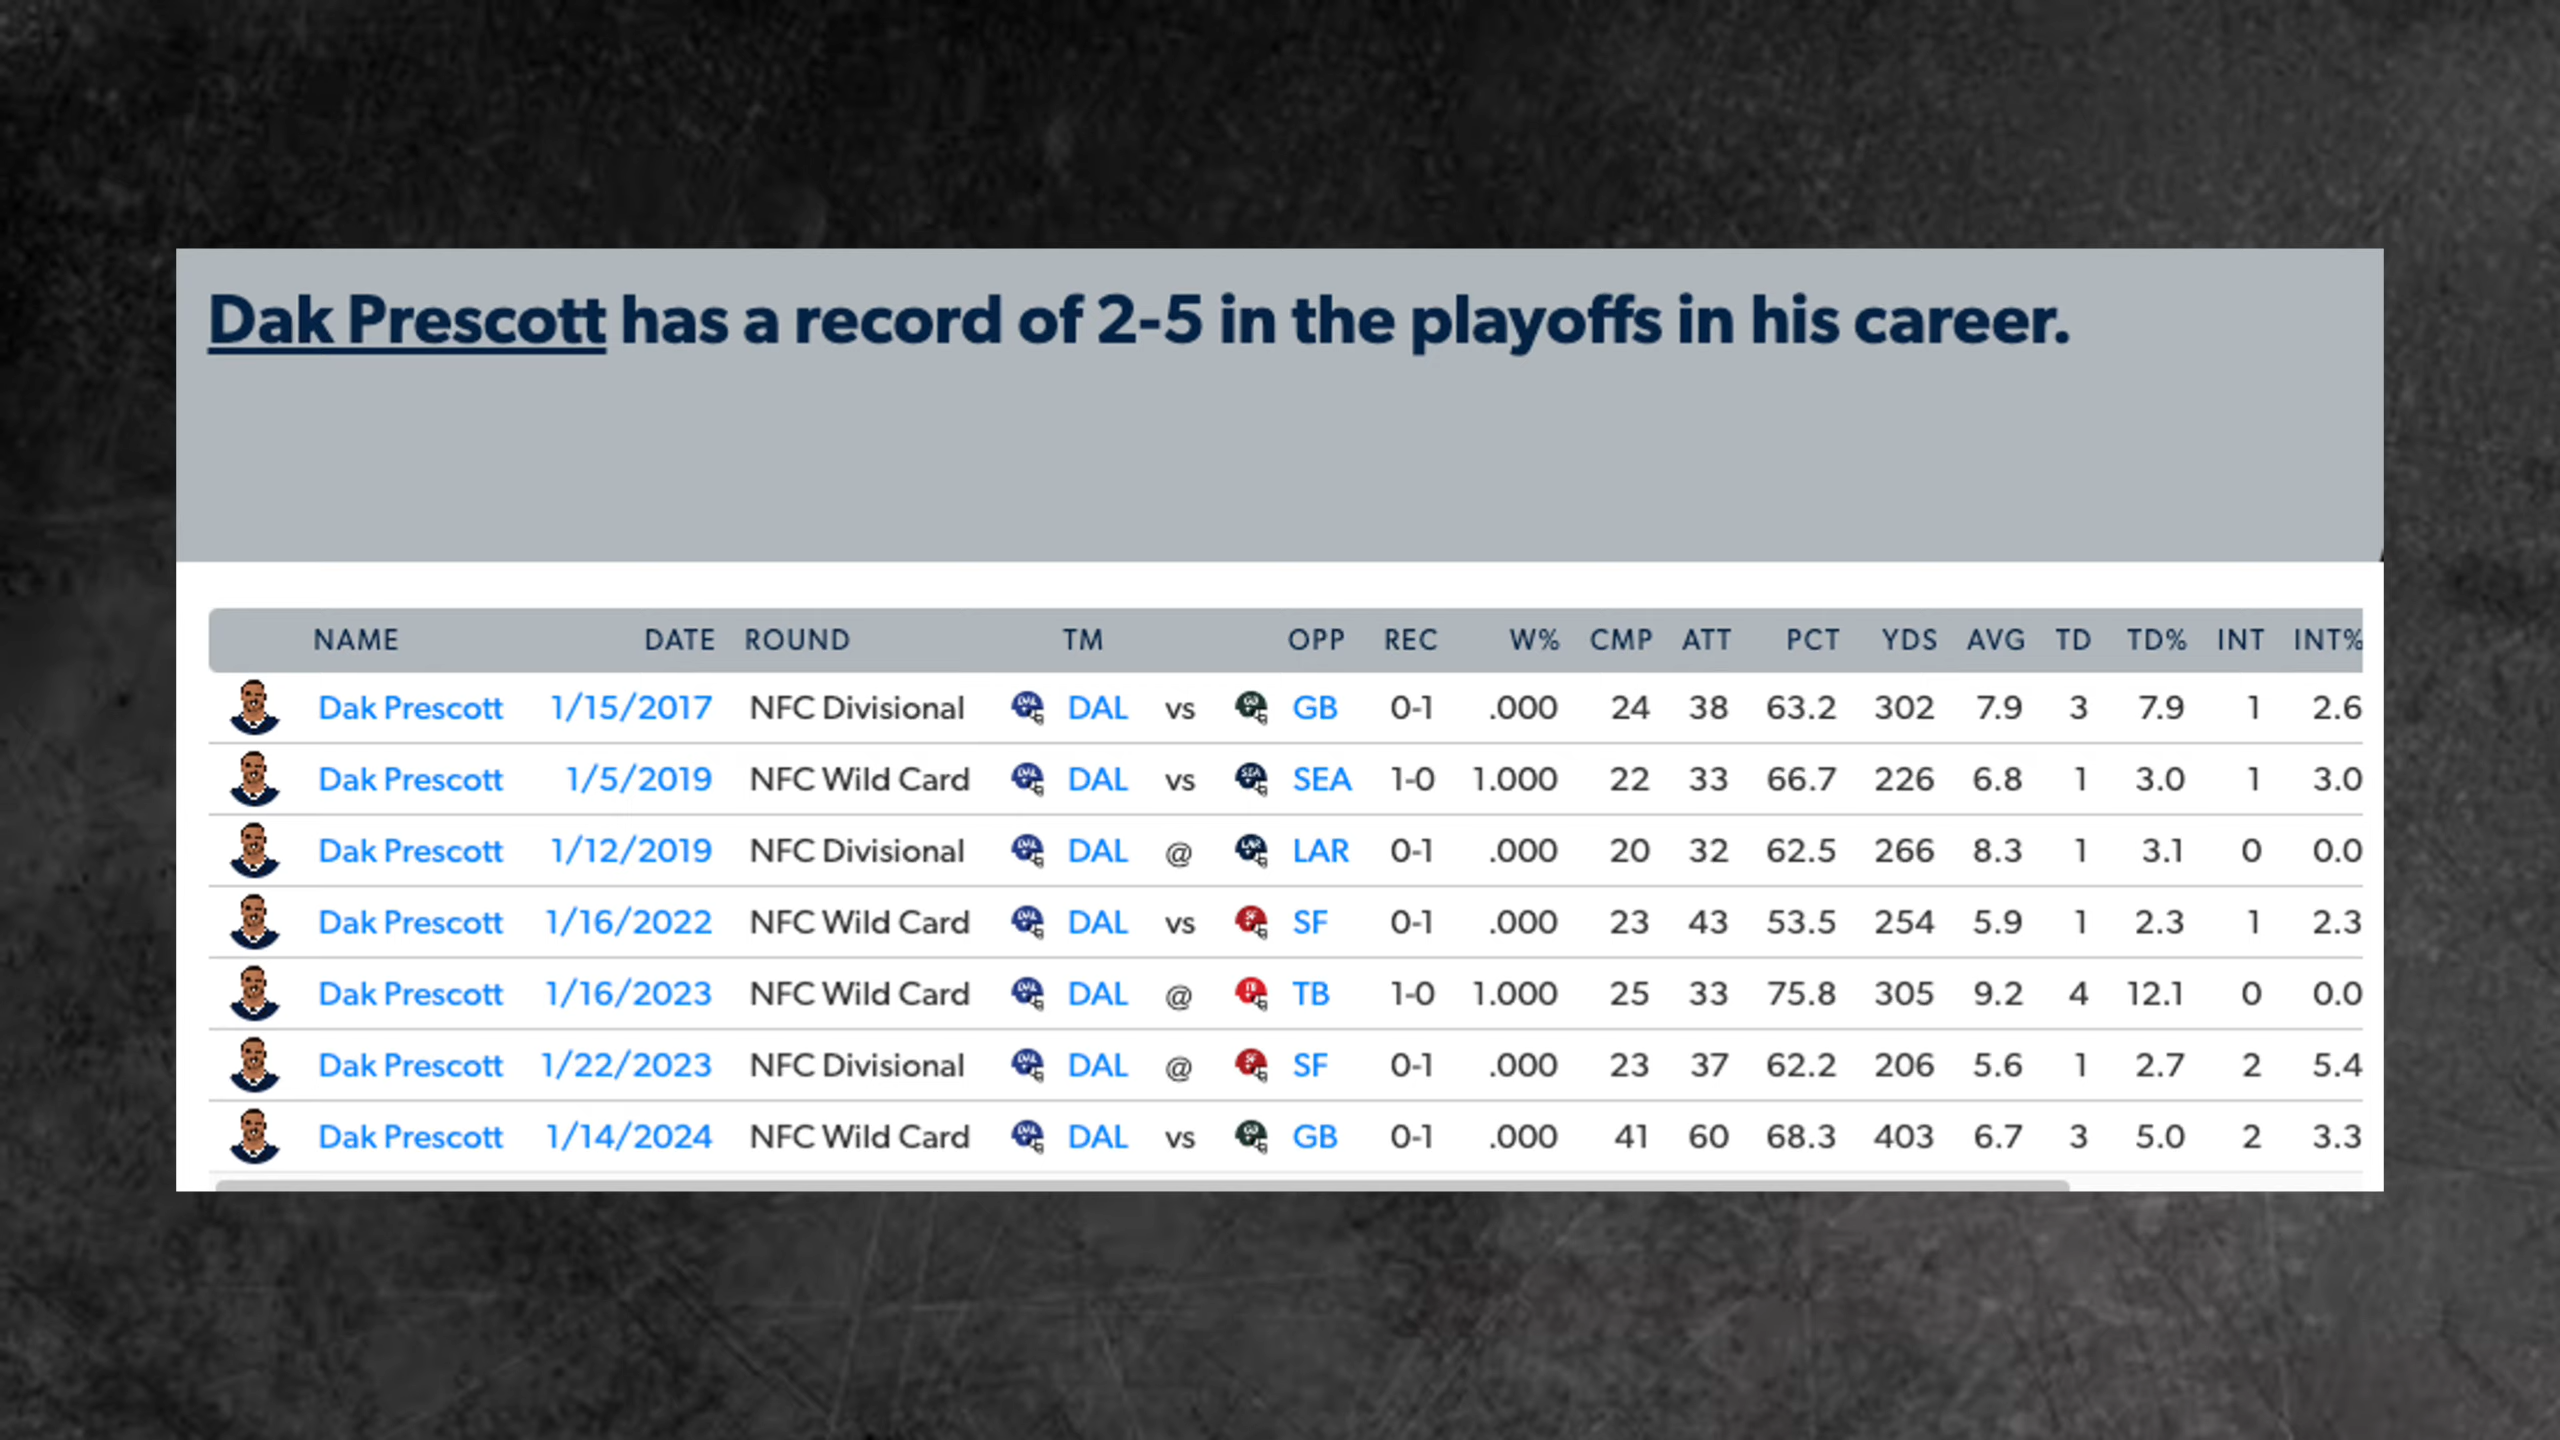 Dak Prescott has a record of 2-5 in the playoffs in his career.
NAME DATE ROUND TM OPP REC W% CMP ATT PCT YDS AVG TD TD% INT INT%
Dak Prescott 1/15/2017 NFC Divisional DAL vs GB 0-1 .000 24 38 63.2 302 7.9 3 7.9 1 2.6
Dak Prescott 1/5/2019 NFC Wild Card DAL vs SEA 1-0 1.000 22 33 66.7 226 6.8 1 3.0 1 3.0
Dak Prescott 1/12/2019 NFC Divisional DAL @ LAR 0-1 .000 20 32 62.5 266 8.3 1 3.1 0 0.0
Dak Prescott 1/16/2022 NFC Wild Card DAL vs SF 0-1 .000 23 43 53.5 254 5.9 1 2.3 1 2.3
Dak Prescott 1/16/2023 NFC Wild Card DAL @ TB 1-0 1.000 25 33 75.8 305 9.2 4 12.1 0 0.0
Dak Prescott 1/22/2023 NFC Divisional DAL @ SF 0-1 .000 23 37 62.2 206 5.6 1 2.7 2 5.4
Dak Prescott 1/14/2024 NFC Wild Card DAL vs GB 0-1 .000 41 60 68.3 403 6.7 3 5.0 2 3.3